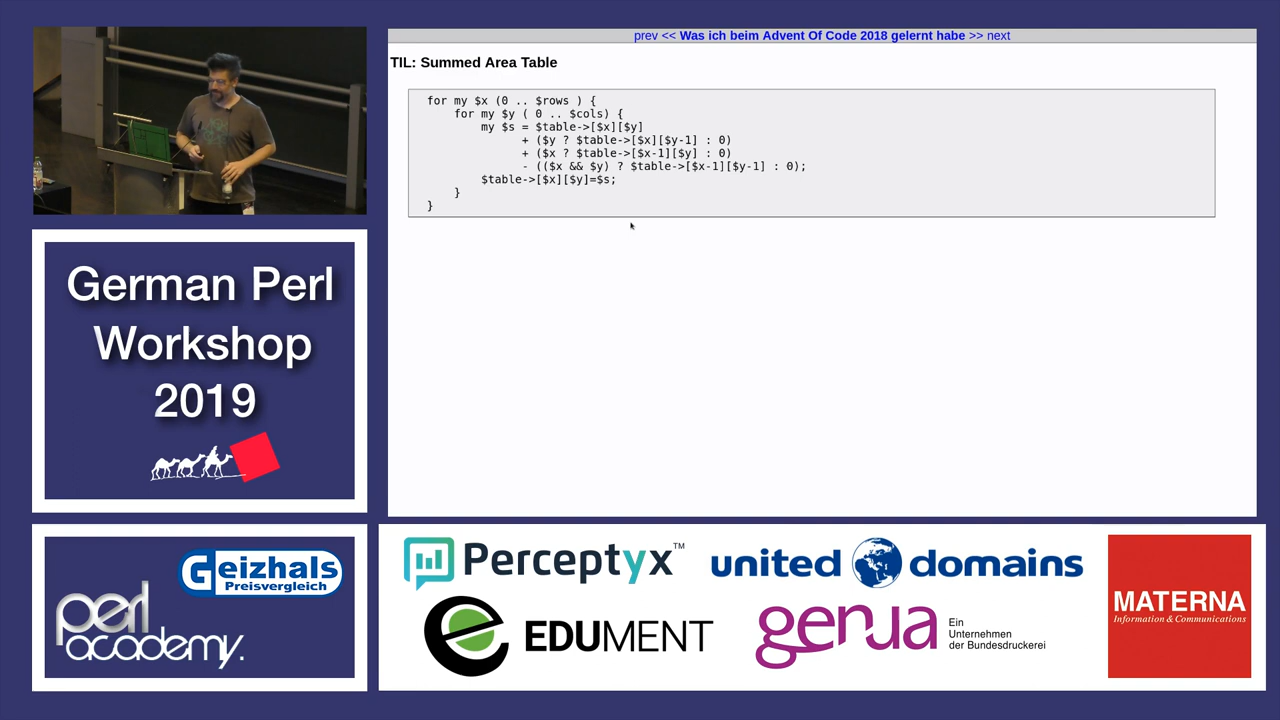 prev << Was ich beim Advent Of Code 2018 gelernt habe >> next
TIL: Summed Area Table
for my $x (0 .. $rows ) {
    for my $y ( 0 .. $cols) {
        my $s = $table->[$x][$y]
              + ($y ? $table->[$x][$y-1] : 0)
              + ($x ? $table->[$x-1][$y] : 0)
              - (($x && $y) ? $table->[$x-1][$y-1] : 0);
        $table->[$x][$y]=$s;
    }
}
German Perl
Workshop
2019
Geizhals
Preisvergleich
perl
academy.
Perceptyx™
united domains
EDUMENT
genua
Ein
Unternehmen
der Bundesdruckerei
MATERNA
Information & Communications